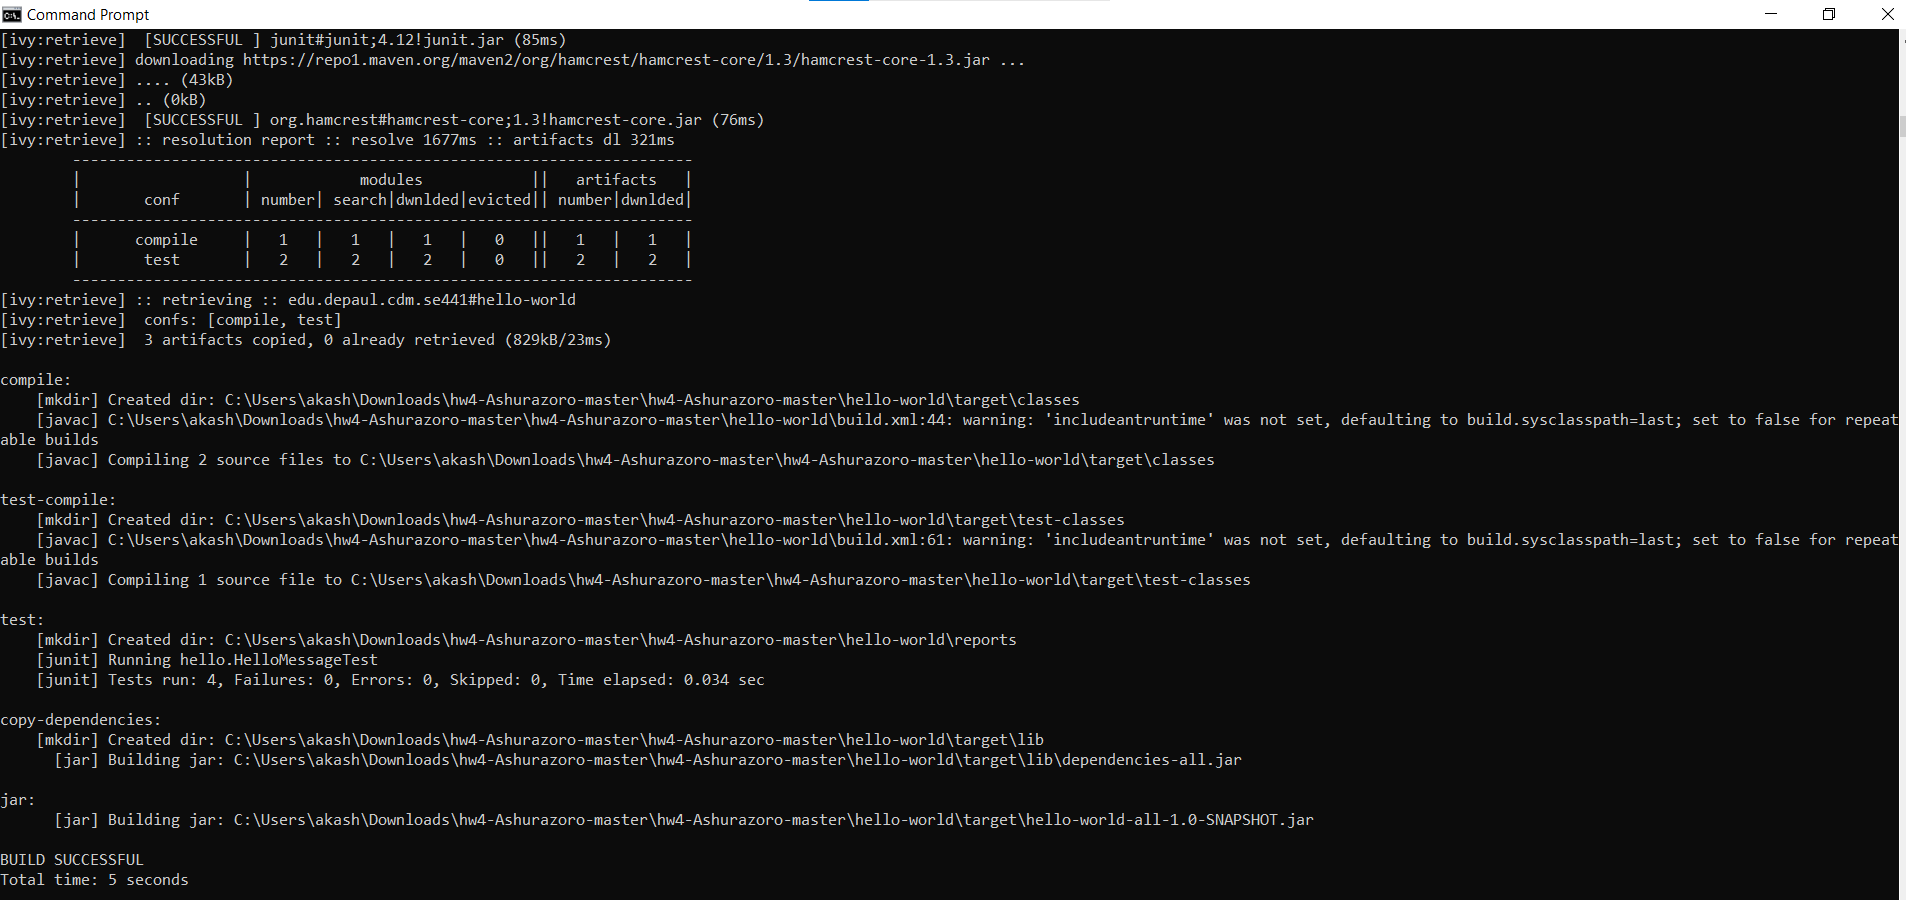 Command Prompt
[ivy:retrieve]  [SUCCESSFUL ] junit#junit;4.12!junit.jar (85ms)
[ivy:retrieve] downloading https://repo1.maven.org/maven2/org/hamcrest/hamcrest-core/1.3/hamcrest-core-1.3.jar ...
[ivy:retrieve] .... (43kB)
[ivy:retrieve] .. (0kB)
[ivy:retrieve]  [SUCCESSFUL ] org.hamcrest#hamcrest-core;1.3!hamcrest-core.jar (76ms)
[ivy:retrieve] :: resolution report :: resolve 1677ms :: artifacts dl 321ms
        ---------------------------------------------------------------------
        |                  |            modules            ||   artifacts   |
        |       conf       | number| search|dwnlded|evicted|| number|dwnlded|
        ---------------------------------------------------------------------
        |      compile     |   1   |   1   |   1   |   0   ||   1   |   1   |
        |       test       |   2   |   2   |   2   |   0   ||   2   |   2   |
        ---------------------------------------------------------------------
[ivy:retrieve] :: retrieving :: edu.depaul.cdm.se441#hello-world
[ivy:retrieve]  confs: [compile, test]
[ivy:retrieve]  3 artifacts copied, 0 already retrieved (829kB/23ms)

compile:
    [mkdir] Created dir: C:\Users\akash\Downloads\hw4-Ashurazoro-master\hw4-Ashurazoro-master\hello-world\target\classes
    [javac] C:\Users\akash\Downloads\hw4-Ashurazoro-master\hw4-Ashurazoro-master\hello-world\build.xml:44: warning: 'includeantruntime' was not set, defaulting to build.sysclasspath=last; set to false for repeat
able builds
    [javac] Compiling 2 source files to C:\Users\akash\Downloads\hw4-Ashurazoro-master\hw4-Ashurazoro-master\hello-world\target\classes

test-compile:
    [mkdir] Created dir: C:\Users\akash\Downloads\hw4-Ashurazoro-master\hw4-Ashurazoro-master\hello-world\target\test-classes
    [javac] C:\Users\akash\Downloads\hw4-Ashurazoro-master\hw4-Ashurazoro-master\hello-world\build.xml:61: warning: 'includeantruntime' was not set, defaulting to build.sysclasspath=last; set to false for repeat
able builds
    [javac] Compiling 1 source file to C:\Users\akash\Downloads\hw4-Ashurazoro-master\hw4-Ashurazoro-master\hello-world\target\test-classes

test:
    [mkdir] Created dir: C:\Users\akash\Downloads\hw4-Ashurazoro-master\hw4-Ashurazoro-master\hello-world\reports
    [junit] Running hello.HelloMessageTest
    [junit] Tests run: 4, Failures: 0, Errors: 0, Skipped: 0, Time elapsed: 0.034 sec

copy-dependencies:
    [mkdir] Created dir: C:\Users\akash\Downloads\hw4-Ashurazoro-master\hw4-Ashurazoro-master\hello-world\target\lib
      [jar] Building jar: C:\Users\akash\Downloads\hw4-Ashurazoro-master\hw4-Ashurazoro-master\hello-world\target\lib\dependencies-all.jar

jar:
      [jar] Building jar: C:\Users\akash\Downloads\hw4-Ashurazoro-master\hw4-Ashurazoro-master\hello-world\target\hello-world-all-1.0-SNAPSHOT.jar

BUILD SUCCESSFUL
Total time: 5 seconds